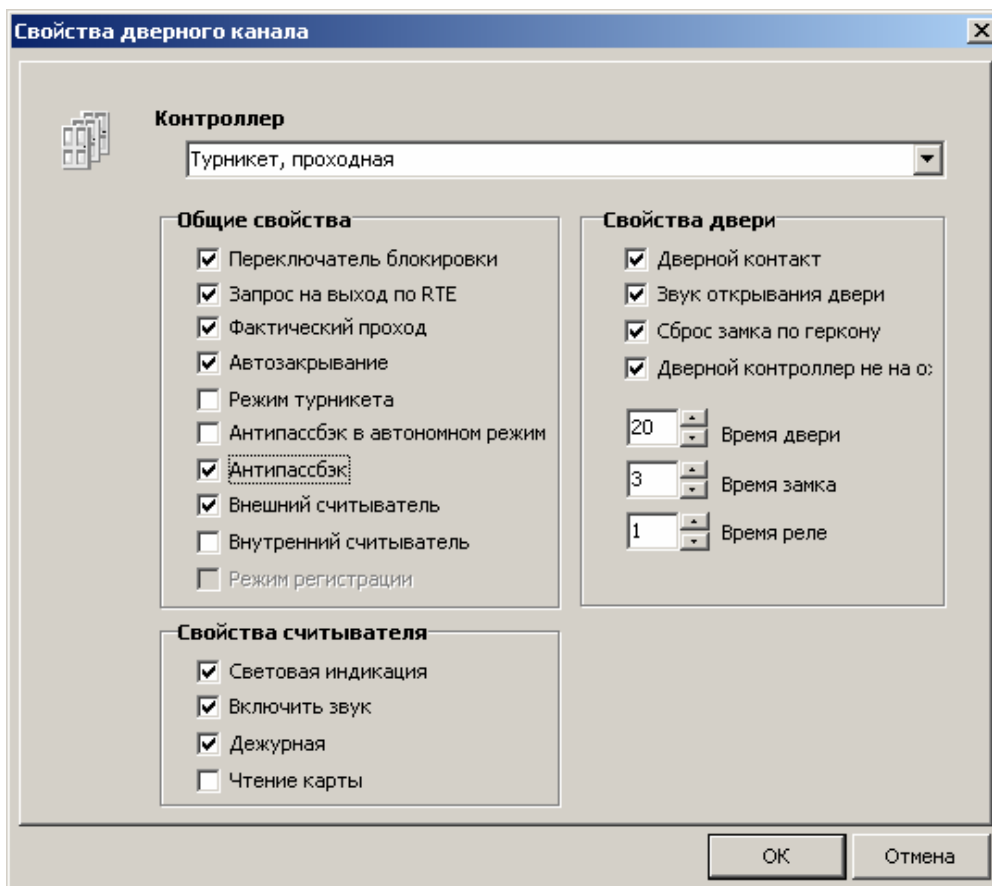 Свойства дверного канала
Контроллер
Турникет, проходная
Общие свойства
Переключатель блокировки
Запрос на выход по RTE
Фактический проход
Автозакрывание
Режим турникета
Антипассбэк в автономном режим
Антипассбэк
Внешний считыватель
Внутренний считыватель
Режим регистрации
Свойства двери
Дверной контакт
Звук открывания двери
Сброс замка по геркону
Дверной контроллер не на
20 Время двери
3 Время замка
1 Время реле
Свойства считывателя
Световая индикация
Включить звук
Дежурная
Чтение карты
OK Отмена